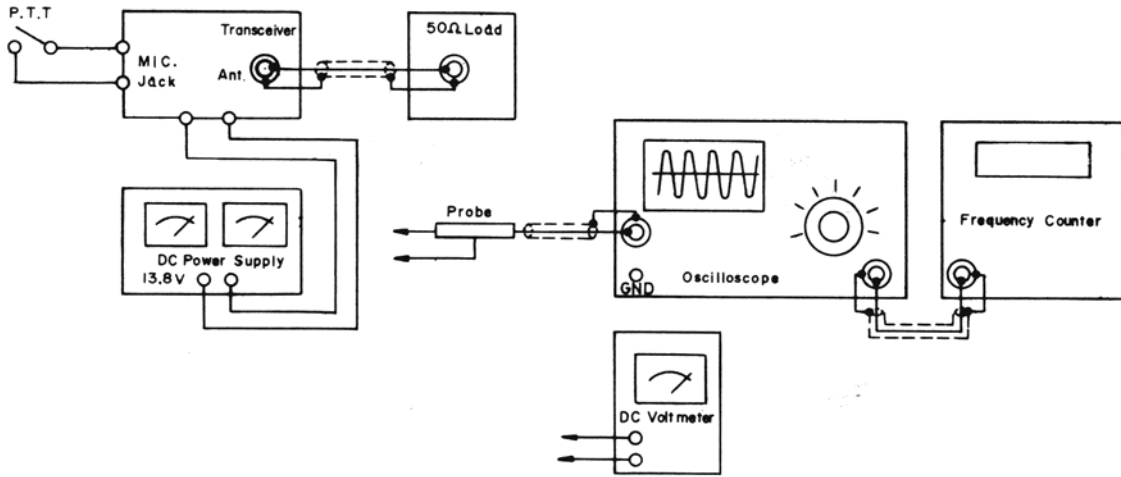 P.T.T
MIC.
Jack
Transceiver
Ant.
50Ω Load
DC Power Supply
13.8V
Probe
GND
Oscilloscope
Frequency Counter
DC Voltmeter